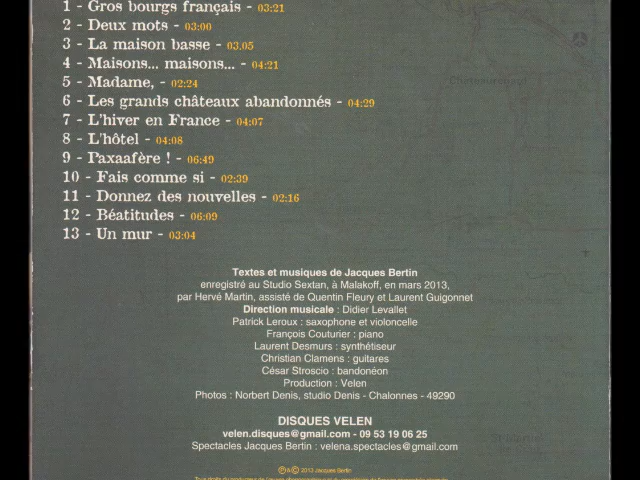 1 - Gros bourgs français - 03:21
2 - Deux mots - 03:00
3 - La maison basse - 03.05
4 - Maisons... maisons... - 04:21
5 - Madame, - 02:24
6 - Les grands châteaux abandonnés - 04:29
7 - L'hiver en France - 04:07
8 - L'hôtel - 04:08
9 - Paxaafère ! - 06:49
10 - Fais comme si - 02:39
11 - Donnez des nouvelles - 02:16
12 - Béatitudes - 06:09
13 - Un mur - 03:04
Textes et musiques de Jacques Bertin
enregistré au Studio Sextan, à Malakoff, en mars 2013,
par Hervé Martin, assisté de Quentin Fleury et Laurent Guigonnet
Direction musicale : Didier Levallet
Patrick Leroux : saxophone et violoncelle
François Couturier : piano
Laurent Desmurs : synthétiseur
Christian Clamens : guitares
César Stroscio : bandonéon
Production : Velen
Photos : Norbert Denis, studio Denis - Chalonnes - 49290
DISQUES VELEN
velen.disques@gmail.com - 09 53 19 06 25
Spectacles Jacques Bertin : velena.spectacles@gmail.com
℗&© 2013 Jacques Bertin